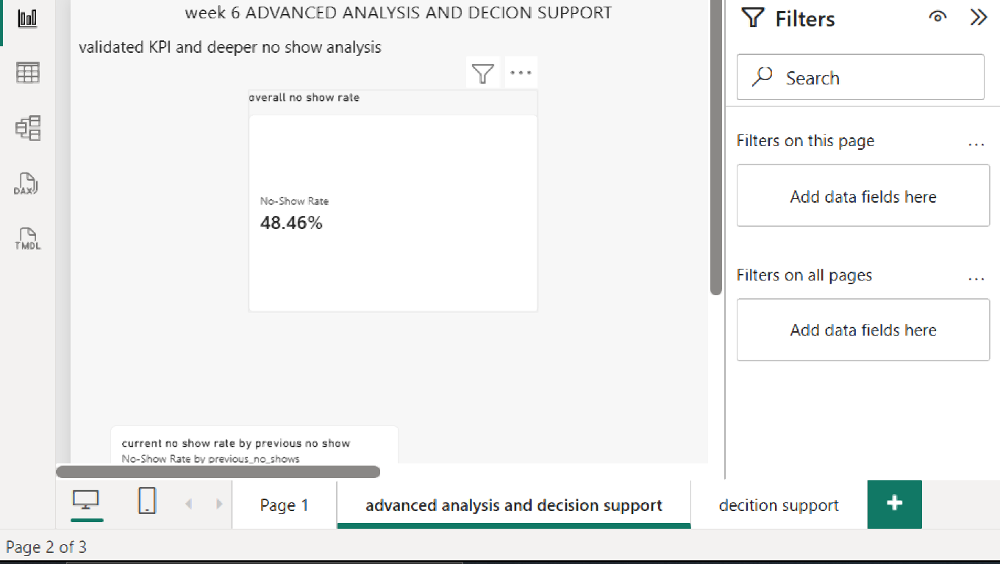 week 6 ADVANCED ANALYSIS AND DECION SUPPORT
validated KPI and deeper no show analysis
overall no show rate
No-Show Rate
48.46%
current no show rate by previous no show
No-Show Rate by previous_no_shows
DAX
TMDL
Filters
Search
Filters on this page
Add data fields here
Filters on all pages
Add data fields here
Page 1
advanced analysis and decision support
decition support
Page 2 of 3